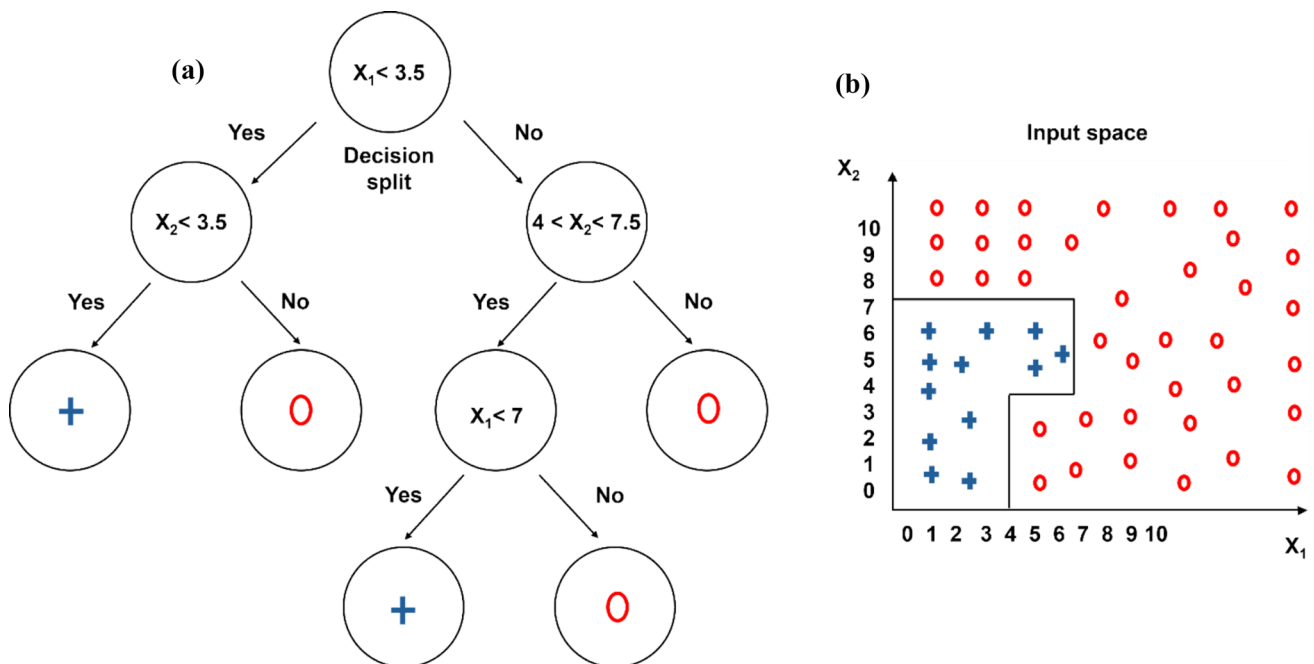 (a)
X₁< 3.5
Yes
No
Decision
split
X₂< 3.5
4 < X₂< 7.5
Yes
No
Yes
No
+
O
X₁< 7
O
Yes
No
+
O
(b)
Input space
X₂
10
9
8
7
6
5
4
3
2
1
0
0 1 2 3 4 5 6 7 8 9 10
X₁